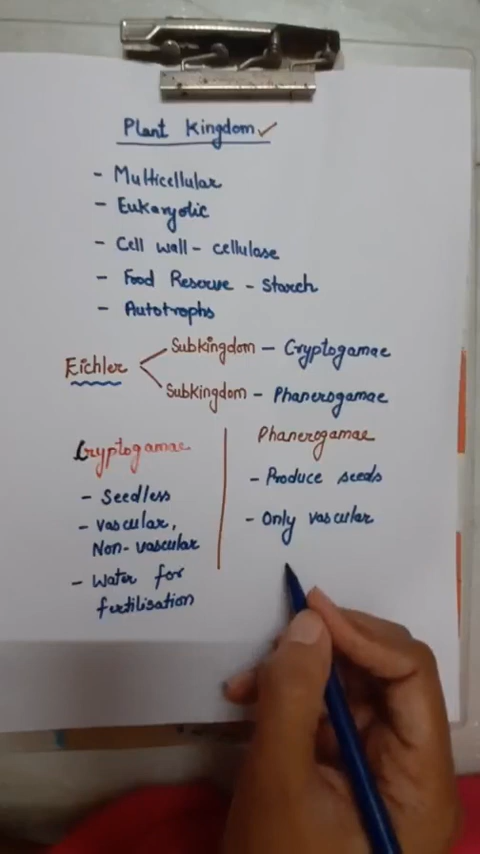 Plant Kingdom ✓
- Multicellular
- Eukaryotic
- Cell wall - cellulase
- Food Reserve - Starch
- Autotrophs
Eichler
Subkingdom - Cryptogamae
Subkingdom - Phanerogamae
Cryptogamae
- Seedless
- Vascular,
Non-vascular
- Water for
fertilisation
Phanerogamae
- Produce seeds
- Only vascular